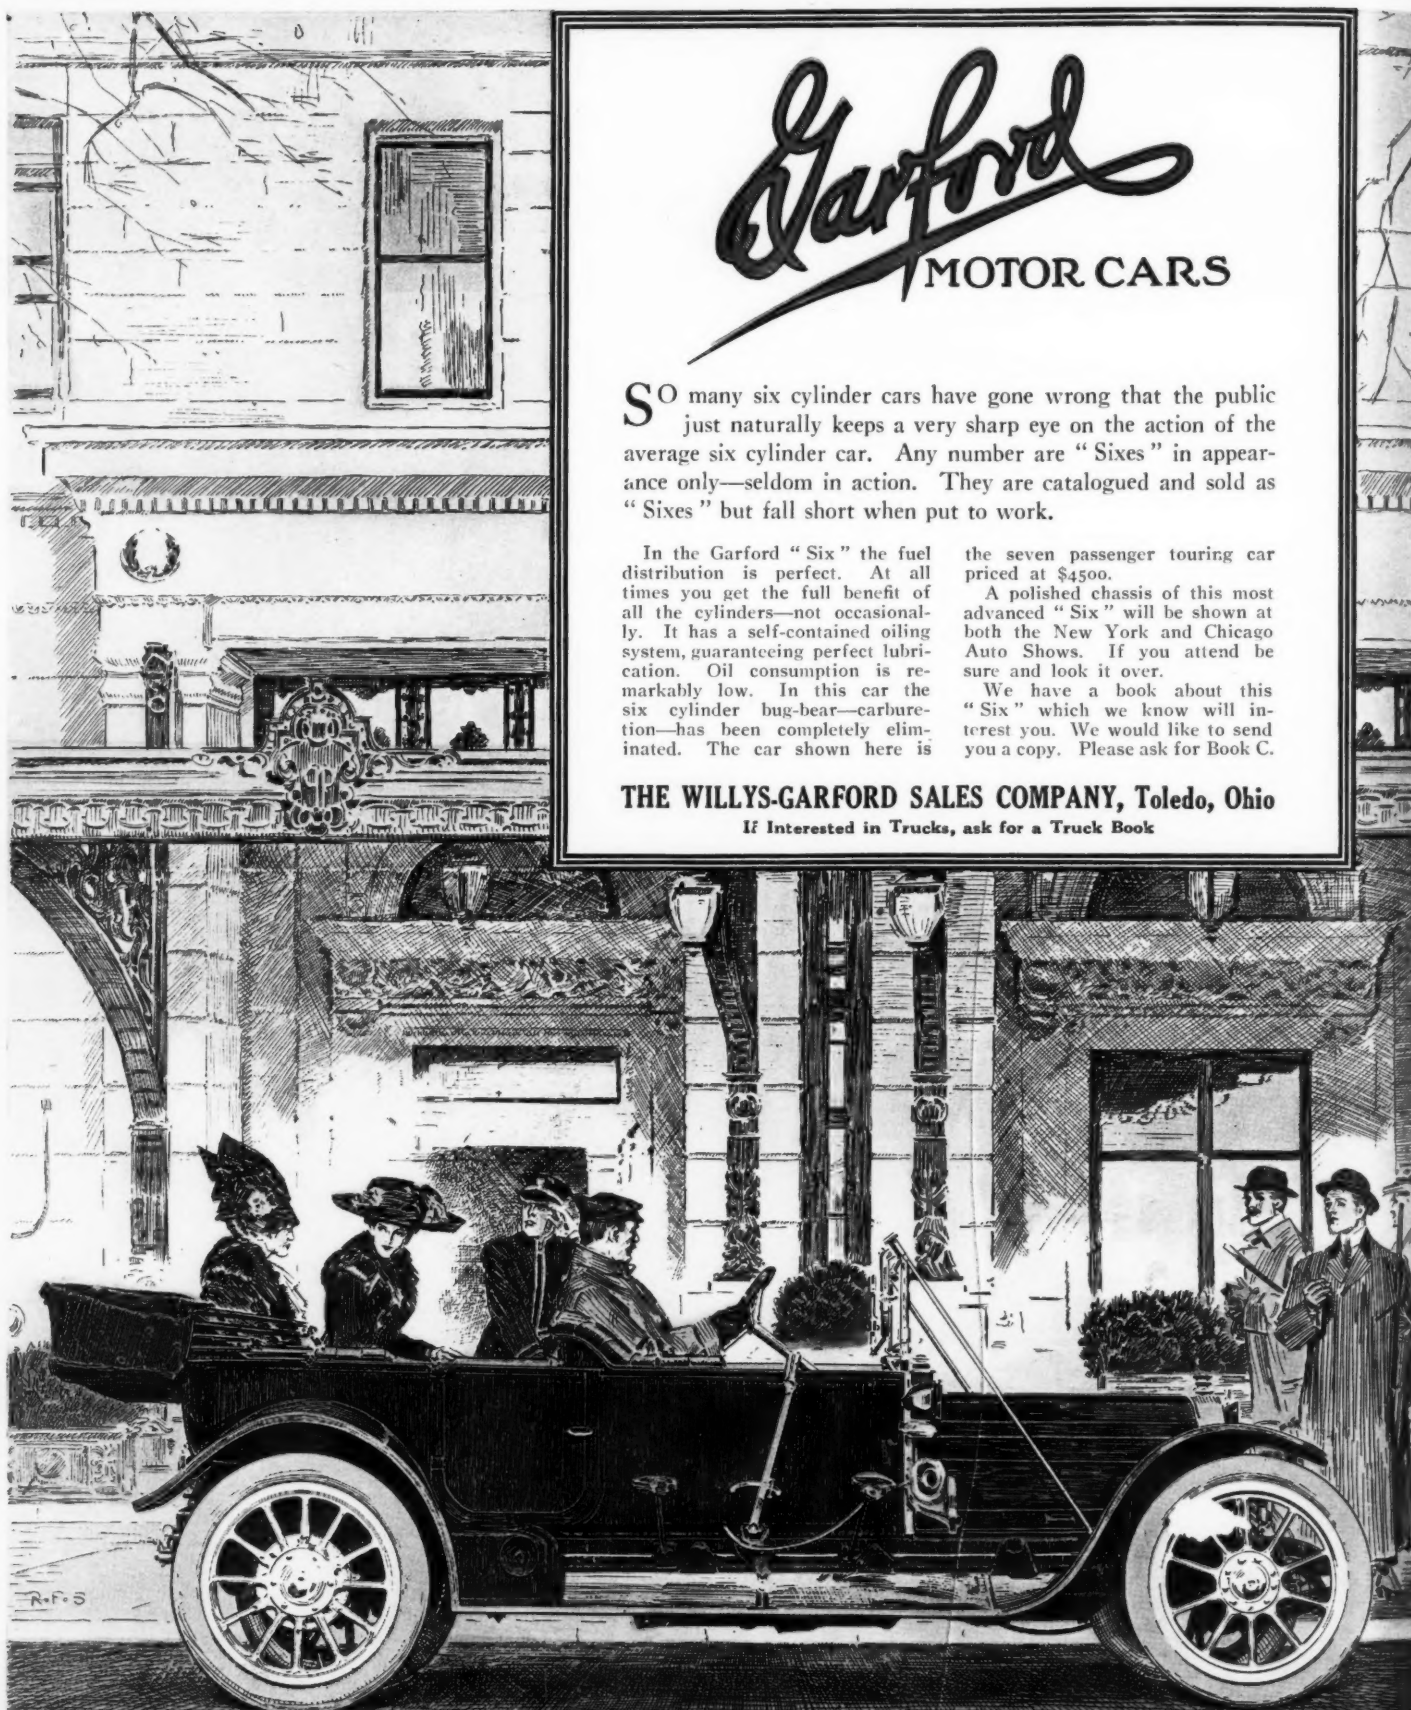 Garford
MOTOR CARS
SO many six cylinder cars have gone wrong that the public
just naturally keeps a very sharp eye on the action of the
average six cylinder car. Any number are “ Sixes ” in appear-
ance only—seldom in action. They are catalogued and sold as
“ Sixes ” but fall short when put to work.
In the Garford “ Six ” the fuel
distribution is perfect. At all
times you get the full benefit of
all the cylinders—not occasional-
ly. It has a self-contained oiling
system, guaranteeing perfect lubri-
cation. Oil consumption is re-
markably low. In this car the
six cylinder bug-bear—carbure-
tion—has been completely elim-
inated. The car shown here is
the seven passenger touring car
priced at $4500.
A polished chassis of this most
advanced “ Six ” will be shown at
both the New York and Chicago
Auto Shows. If you attend be
sure and look it over.
We have a book about this
“ Six ” which we know will in-
terest you. We would like to send
you a copy. Please ask for Book C.
THE WILLYS-GARFORD SALES COMPANY, Toledo, Ohio
If Interested in Trucks, ask for a Truck Book
R·F·S